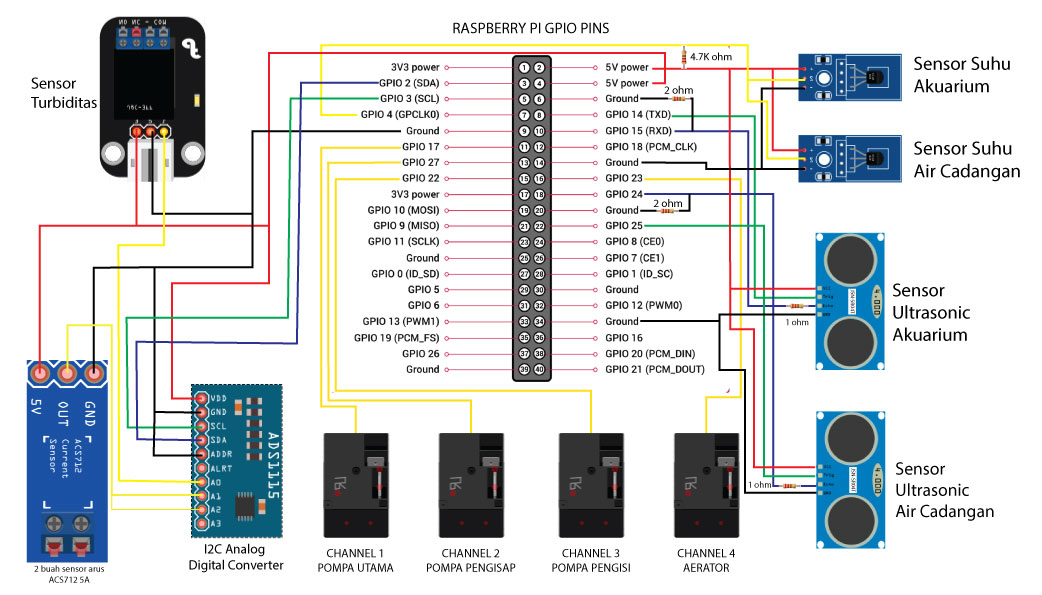 RASPBERRY PI GPIO PINS
NO NC - COM
Sensor
Turbiditas
3V3 power
1
2
5V power
4.7K ohm
GPIO 2 (SDA)
3
4
5V power
GPIO 3 (SCL)
5
6
Ground
2 ohm
GPIO 4 (GPCLK0)
7
8
GPIO 14 (TXD)
Ground
9
10
GPIO 15 (RXD)
GPIO 17
11
12
GPIO 18 (PCM_CLK)
GPIO 27
13
14
Ground
GPIO 22
15
16
GPIO 23
3V3 power
17
18
GPIO 24
GPIO 10 (MOSI)
19
20
Ground
2 ohm
GPIO 9 (MISO)
21
22
GPIO 25
GPIO 11 (SCLK)
23
24
GPIO 8 (CE0)
Ground
25
26
GPIO 7 (CE1)
GPIO 0 (ID_SD)
27
28
GPIO 1 (ID_SC)
GPIO 5
29
30
Ground
GPIO 6
31
32
GPIO 12 (PWM0)
GPIO 13 (PWM1)
33
34
Ground
GPIO 19 (PCM_FS)
35
36
GPIO 16
GPIO 26
37
38
GPIO 20 (PCM_DIN)
Ground
39
40
GPIO 21 (PCM_DOUT)
S
Sensor Suhu
Akuarium
S
Sensor Suhu
Air Cadangan
4.000
1 ohm
Sensor
Ultrasonic
Akuarium
4.000
1 ohm
Sensor
Ultrasonic
Air Cadangan
5V
OUT
GND
ACS712
Current
Sensor
2 buah sensor arus
ACS712 5A
VDD
GND
SCL
SDA
ADDR
ALRT
A0
A1
A2
A3
ADS1115
I2C Analog
Digital Converter
CHANNEL 1
POMPA UTAMA
CHANNEL 2
POMPA PENGISAP
CHANNEL 3
POMPA PENGISI
CHANNEL 4
AERATOR